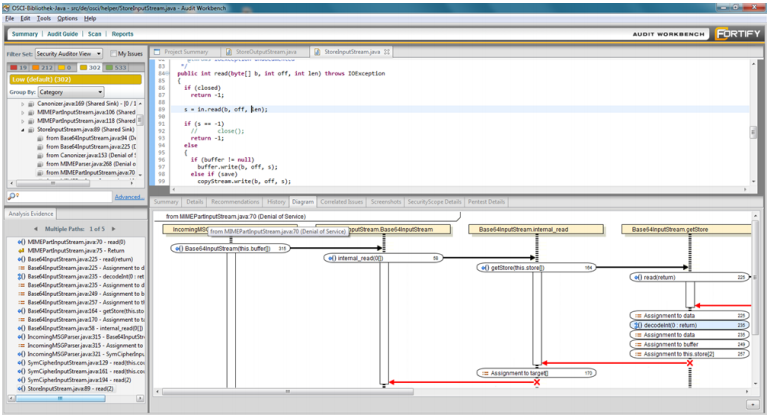 OSCI-Bibliothek-Java - src/de/osci/helper/StoreInputStream.java - Audit Workbench
File Edit Tools Options Help
Summary | Audit Guide | Scan | Reports
AUDIT WORKBENCH FORTIFY
Filter Set: Security Auditor View My Issues
19 212 0 302 533
Low (default) (302)
Group By: Category
Canonizer.java:169 (Shared Sink) - [0 / 1
MIMEPartInputStream.java:106 (Shared
MIMEPartInputStream.java:118 (Shared
StoreInputStream.java:89 (Shared Sink)
from Base64InputStream.java:94 (De
from Base64InputStream.java:225 (D
from Canonizer.java:153 (Denial of S
from MIMEParser.java:268 (Denial o
from MIMEPartInputStream.java:70
Advanced...
Project Summary StoreOutputStream.java StoreInputStream.java
83 */
84 public int read(byte[] b, int off, int len) throws IOException
85 {
86 if (closed)
87 return -1;
88
89 s = in.read(b, off, len);
90
91 if (s == -1)
92 // close();
93 return -1;
94 else
95 {
96 if (buffer != null)
97 buffer.write(b, off, s);
98 else if (save)
99 copyStream.write(b, off, s);
Summary Details Recommendations History Diagram Correlated Issues Screenshots SecurityScope Details Pentest Details
Analysis Evidence
Multiple Paths: 1 of 5
MIMEPartInputStream.java:70 - read(0)
MIMEPartInputStream.java:75 - Return
Base64InputStream.java:225 - read(return)
Base64InputStream.java:225 - Assignment to d
Base64InputStream.java:235 - decodeInt(0 : ret
Base64InputStream.java:235 - Assignment to d
Base64InputStream.java:249 - Assignment to b
Base64InputStream.java:257 - Assignment to th
Base64InputStream.java:164 - getStore(this.sto
Base64InputStream.java:170 - Assignment to ta
Base64InputStream.java:58 - internal_read(0[])
IncomingMSGParser.java:315 - Base64InputStr
IncomingMSGParser.java:315 - Assignment to
IncomingMSGParser.java:321 - SymCipherInpu
SymCipherInputStream.java:129 - read(this.co
SymCipherInputStream.java:161 - read(this.co
SymCipherInputStream.java:194 - read(2)
StoreInputStream.java:89 - read(2)
from MIMEPartInputStream.java:70 (Denial of Service)
IncomingMSG
from MIMEPartInputStream.java:70 (Denial of Service)
InputStream.Base64InputStream
Base64InputStream.internal_read
Base64InputStream.getStore
Base64InputStream(this.buffer[]) 315
internal_read(0[]) 58
getStore(this.store[]) 164
read(return) 225
Assignment to data 225
decodeInt(0 : return) 235
Assignment to data 235
Assignment to buffer 249
Assignment to this.store[2] 257
Assignment to target[] 170